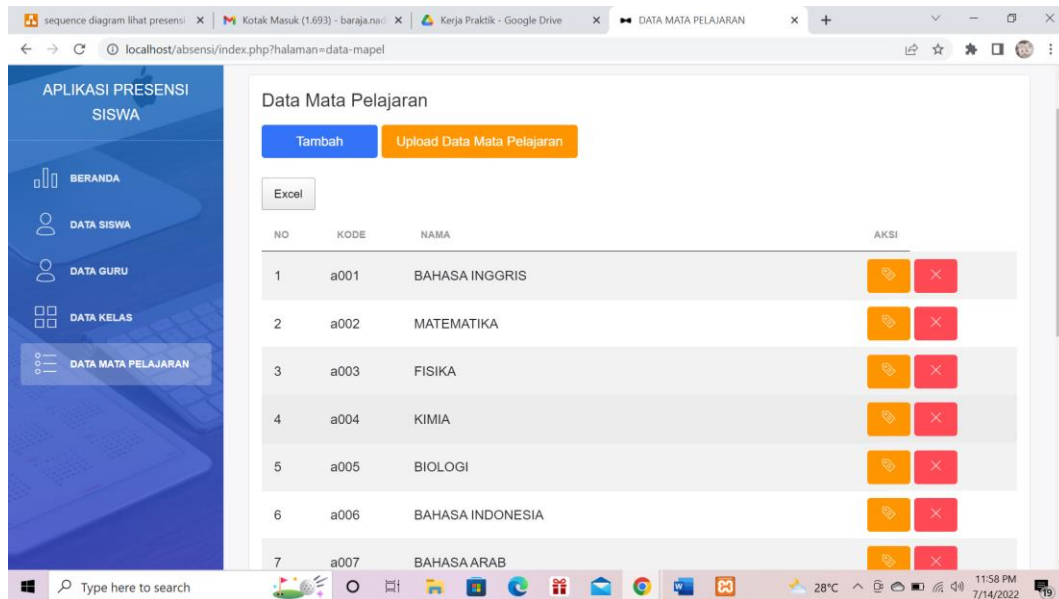 sequence diagram lihat presensi
Kotak Masuk (1.693) - baraja.nad
Kerja Praktik - Google Drive
DATA MATA PELAJARAN
localhost/absensi/index.php?halaman=data-mapel
APLIKASI PRESENSI
SISWA
BERANDA
DATA SISWA
DATA GURU
DATA KELAS
DATA MATA PELAJARAN
Data Mata Pelajaran
Tambah Upload Data Mata Pelajaran
Excel
NO KODE NAMA AKSI
1 a001 BAHASA INGGRIS
2 a002 MATEMATIKA
3 a003 FISIKA
4 a004 KIMIA
5 a005 BIOLOGI
6 a006 BAHASA INDONESIA
7 a007 BAHASA ARAB
Type here to search
28°C
11:58 PM
7/14/2022
19